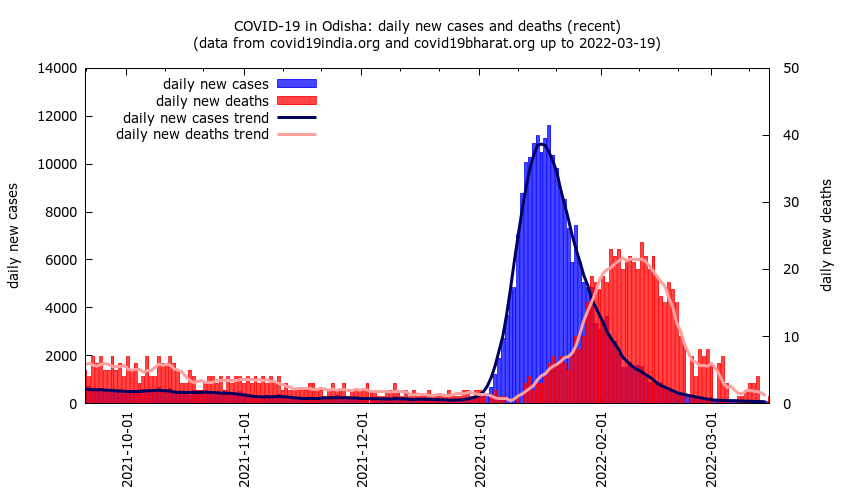 COVID-19 in Odisha: daily new cases and deaths (recent)
(data from covid19india.org and covid19bharat.org up to 2022-03-19)
daily new cases
daily new deaths
daily new cases trend
daily new deaths trend
14000
12000
10000
8000
6000
4000
2000
0
daily new cases
50
40
30
20
10
0
daily new deaths
2021-10-01
2021-11-01
2021-12-01
2022-01-01
2022-02-01
2022-03-01